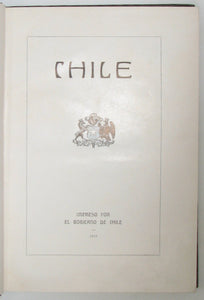 CHILE
IMPRESO POR
EL GOBIERNO DE CHILE